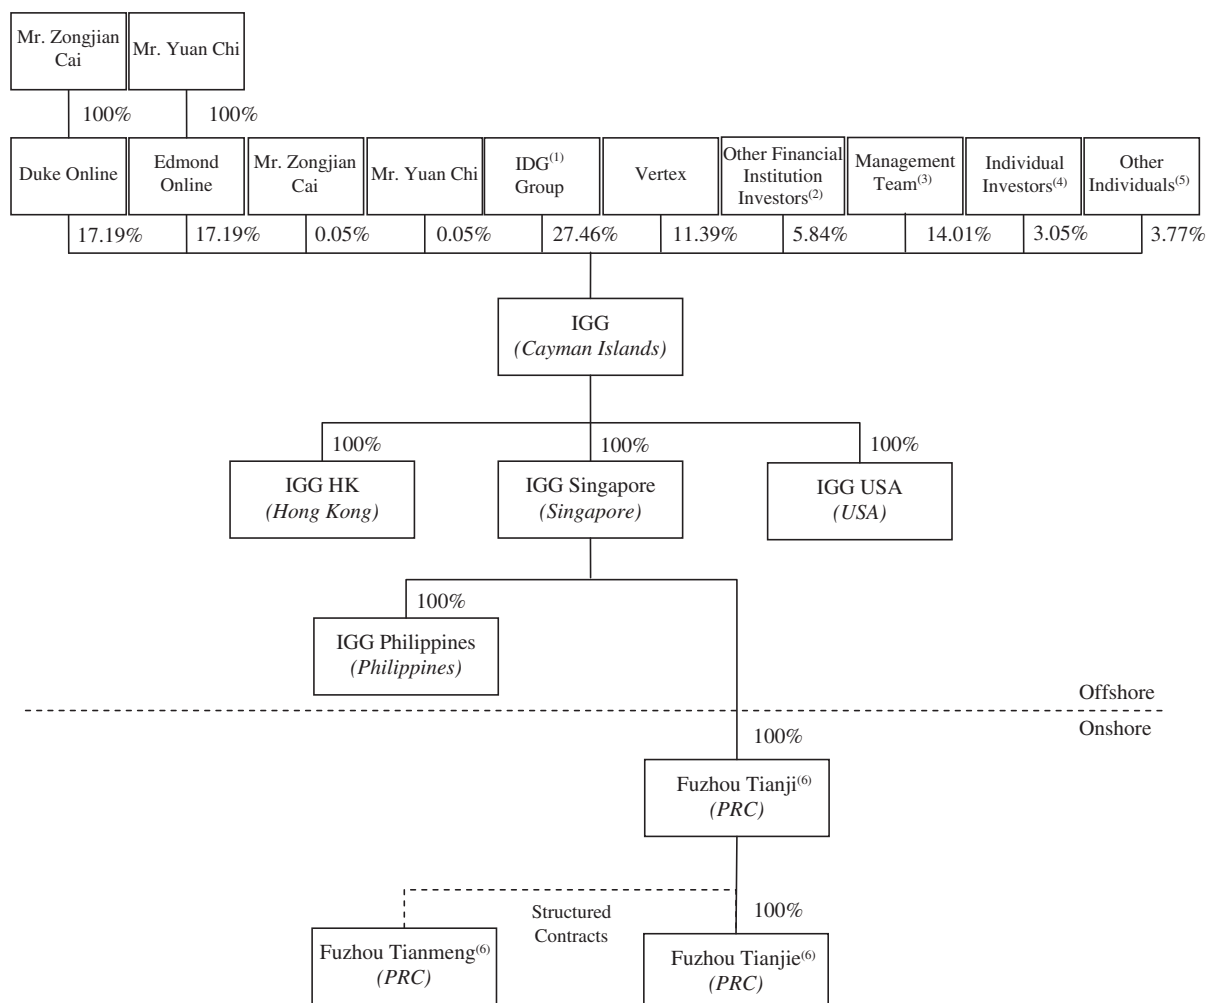 Mr. Zongjian
Cai
Mr. Yuan Chi
100%
100%
Duke Online
Edmond
Online
Mr. Zongjian
Cai
Mr. Yuan Chi
IDG(1)
Group
Vertex
Other Financial
Institution
Investors(2)
Management
Team(3)
Individual
Investors(4)
Other
Individuals(5)
17.19%
17.19%
0.05%
0.05%
27.46%
11.39%
5.84%
14.01%
3.05%
3.77%
IGG
(Cayman Islands)
100%
100%
100%
IGG HK
(Hong Kong)
IGG Singapore
(Singapore)
IGG USA
(USA)
100%
IGG Philippines
(Philippines)
Offshore
Onshore
100%
Fuzhou Tianji(6)
(PRC)
Structured
Contracts
100%
Fuzhou Tianmeng(6)
(PRC)
Fuzhou Tianjie(6)
(PRC)